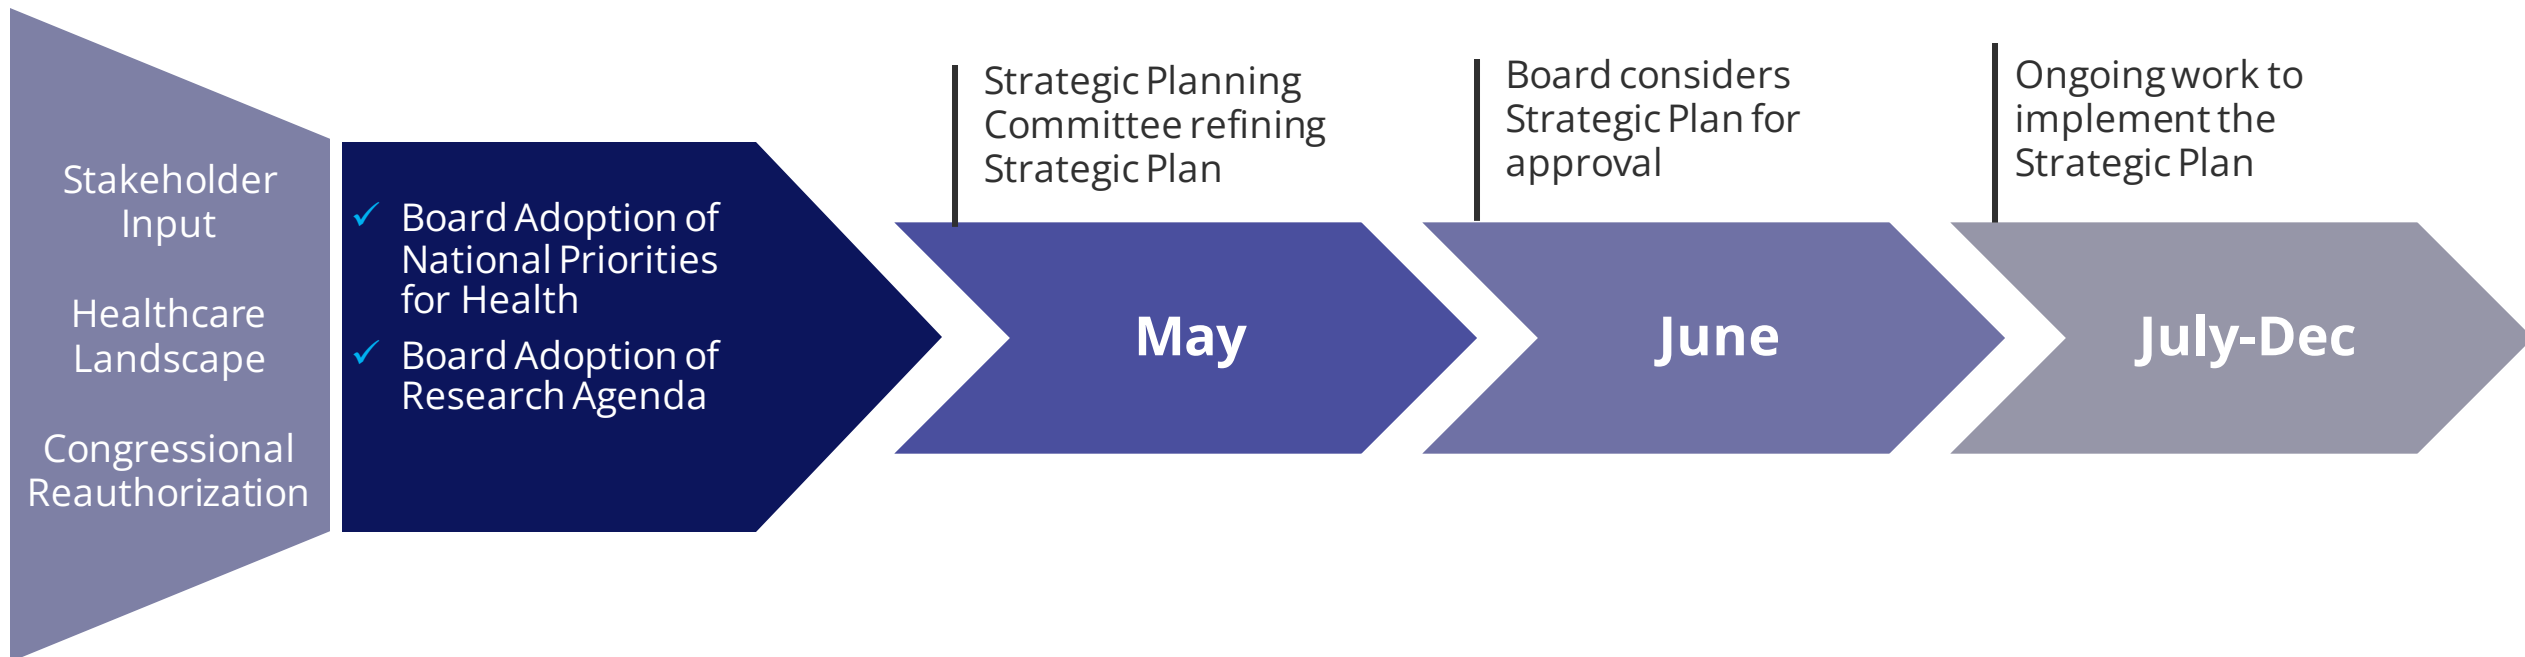 Stakeholder
Input
Healthcare
Landscape
Congressional
Reauthorization
✓ Board Adoption of
National Priorities
for Health
✓ Board Adoption of
Research Agenda
Strategic Planning
Committee refining
Strategic Plan
May
Board considers
Strategic Plan for
approval
June
Ongoing work to
implement the
Strategic Plan
July-Dec